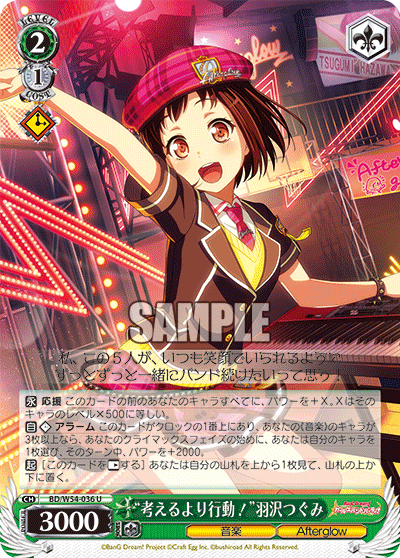 2
LEVEL
1
COST
TSUGUMI HAZAWA
Afterglow
SAMPLE
私、この5人が、いつも笑顔でいられるように
ずっとずっと一緒にバンド続けたいって思う!
永 応援 このカードの前のあなたのキャラすべてに、パワーを+X。Xはそ
のキャラのレベル×500に等しい。
自 アラーム このカードがクロックの1番上にあり、あなたの《音楽》のキャラが
3枚以上なら、あなたのクライマックスフェイズの始めに、あなたは自分のキャラを
1枚選び、そのターン中、パワーを+2000。
起 [このカードを レストする] あなたは自分の山札を上から1枚見て、山札の上か
下に置く。
CH
BD/W54-036 U
3000
“考えるより行動!”羽沢つぐみ
音楽
Afterglow
©BanG Dream! Project ©Craft Egg Inc. ©bushiroad All Rights Reserved.